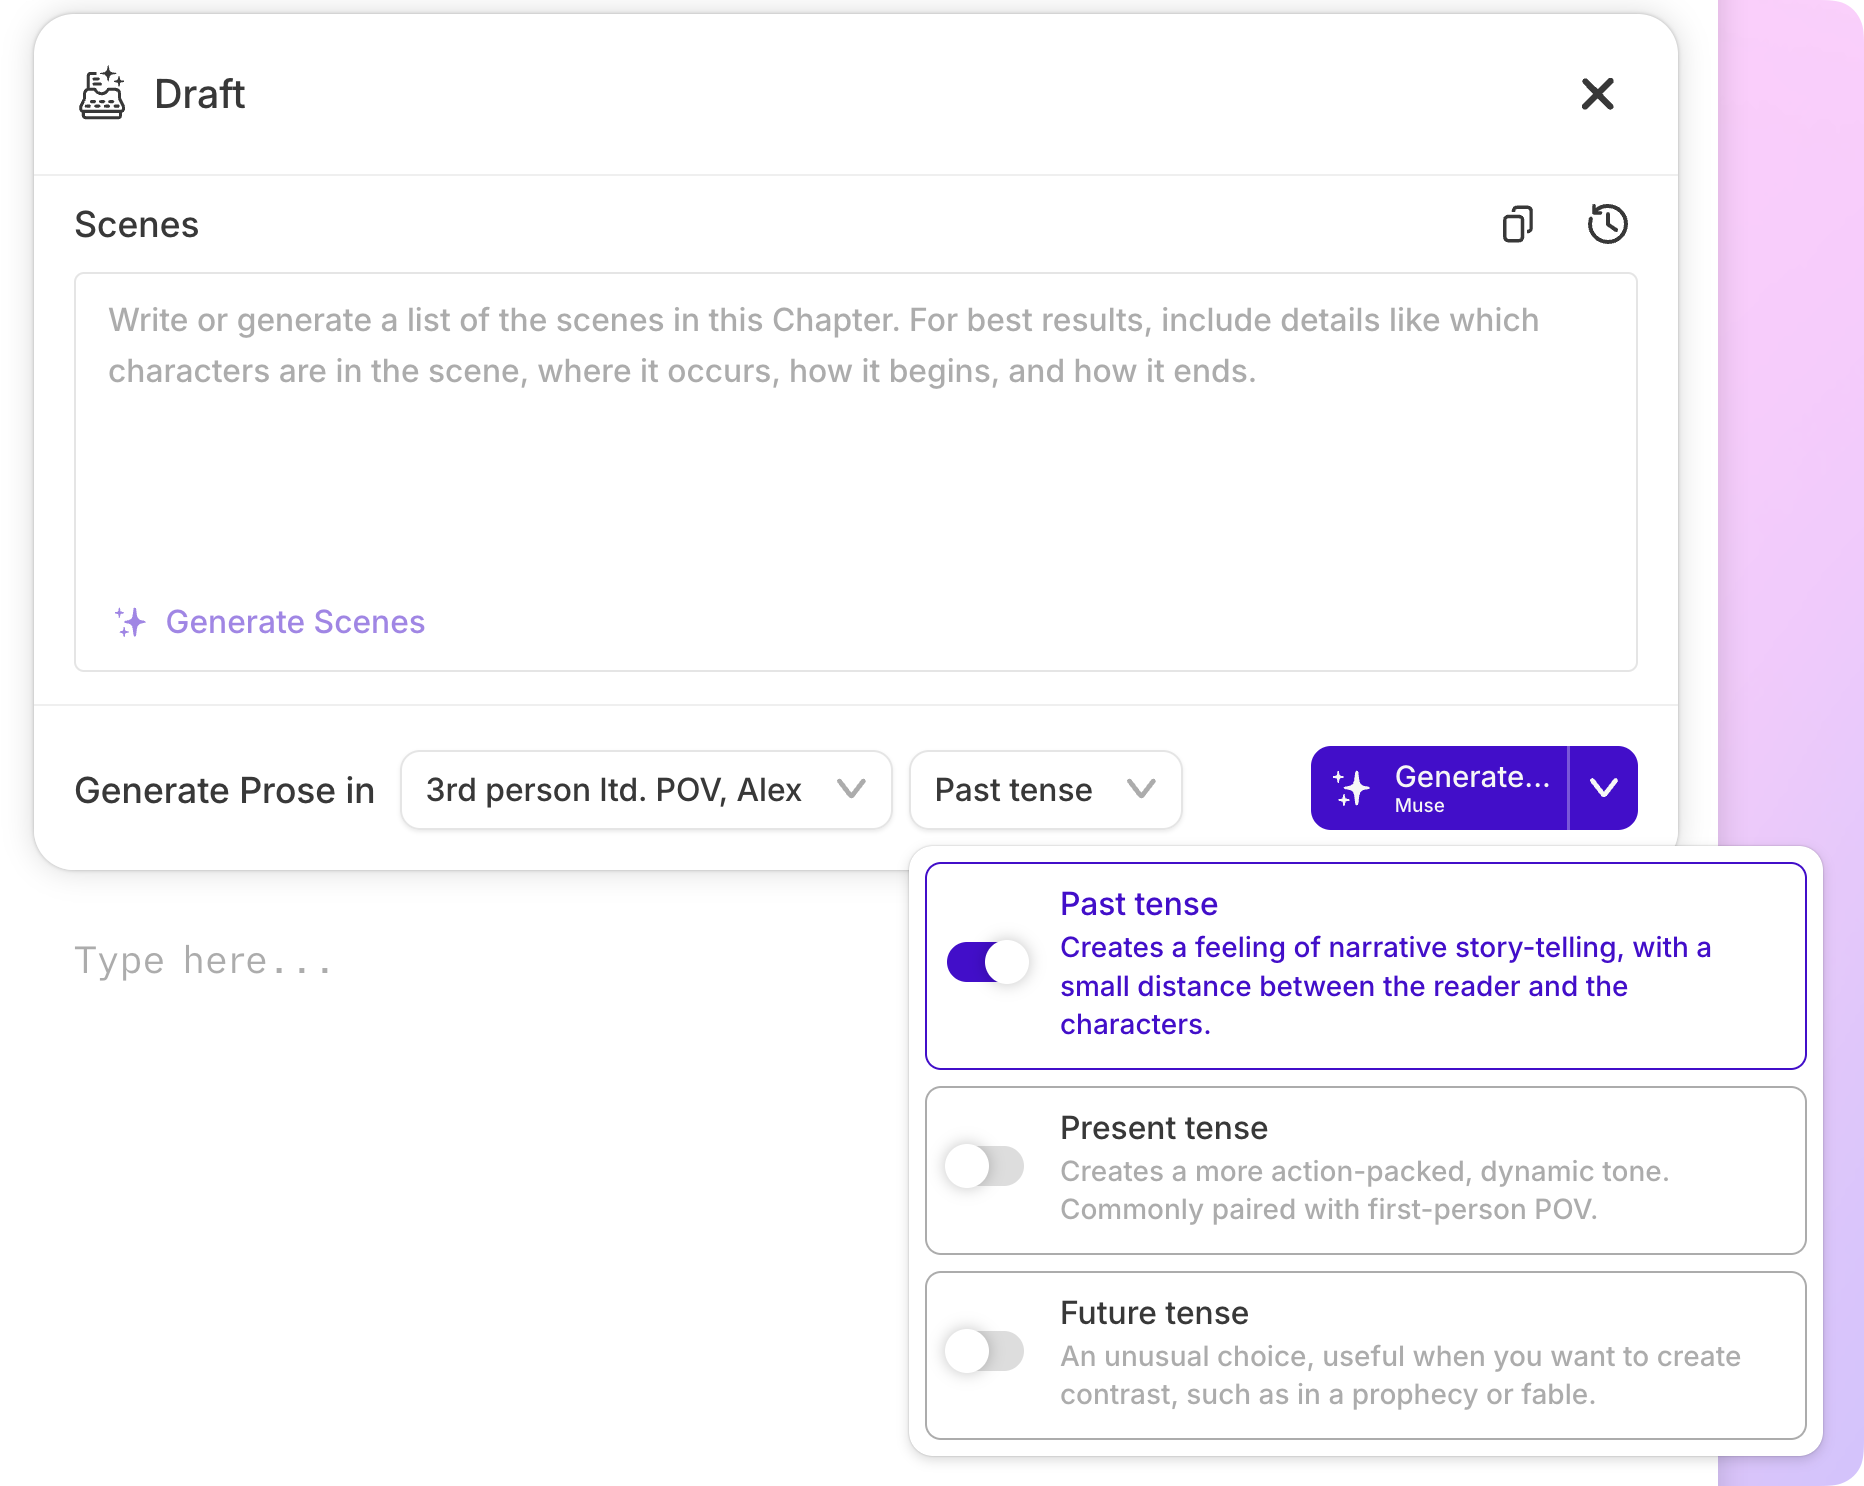 Draft
Scenes
Write or generate a list of the scenes in this Chapter. For best results, include details like which
characters are in the scene, where it occurs, how it begins, and how it ends.
Generate Scenes
Generate Prose in
3rd person ltd. POV, Alex
Past tense
Generate...
Muse
Type here...
Past tense
Creates a feeling of narrative story-telling, with a
small distance between the reader and the
characters.
Present tense
Creates a more action-packed, dynamic tone.
Commonly paired with first-person POV.
Future tense
An unusual choice, useful when you want to create
contrast, such as in a prophecy or fable.